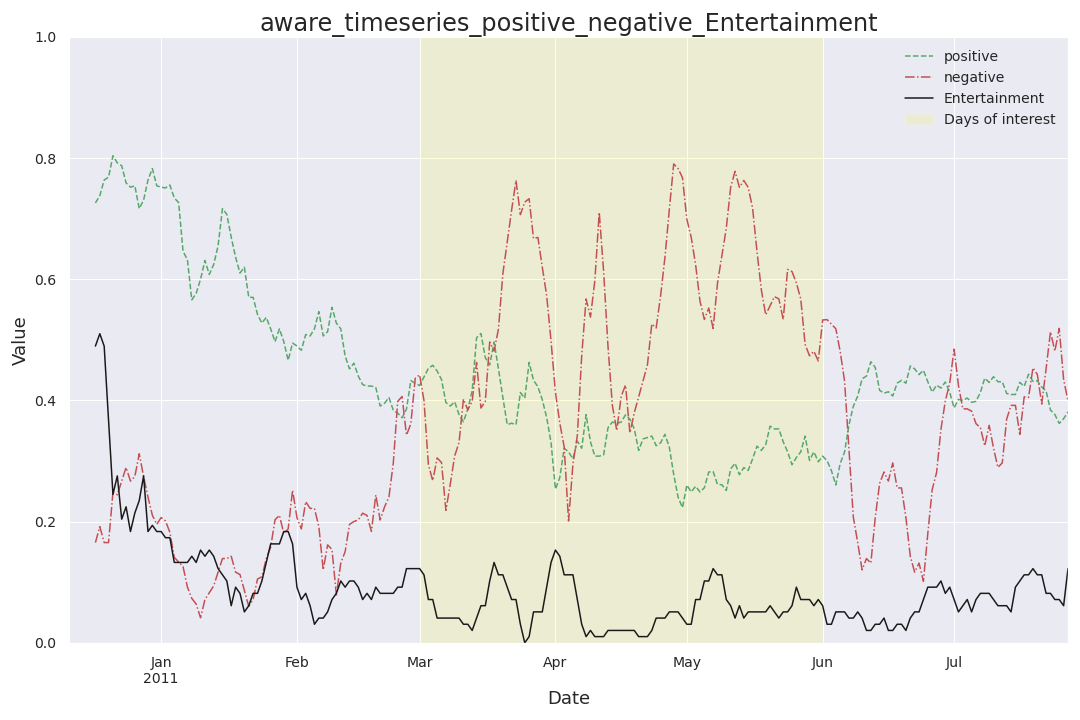 aware_timeseries_positive_negative_Entertainment
1.0
0.8
0.6
0.4
0.2
0.0
Value
positive
negative
Entertainment
Days of interest
Jan
2011
Feb
Mar
Apr
May
Jun
Jul
Date